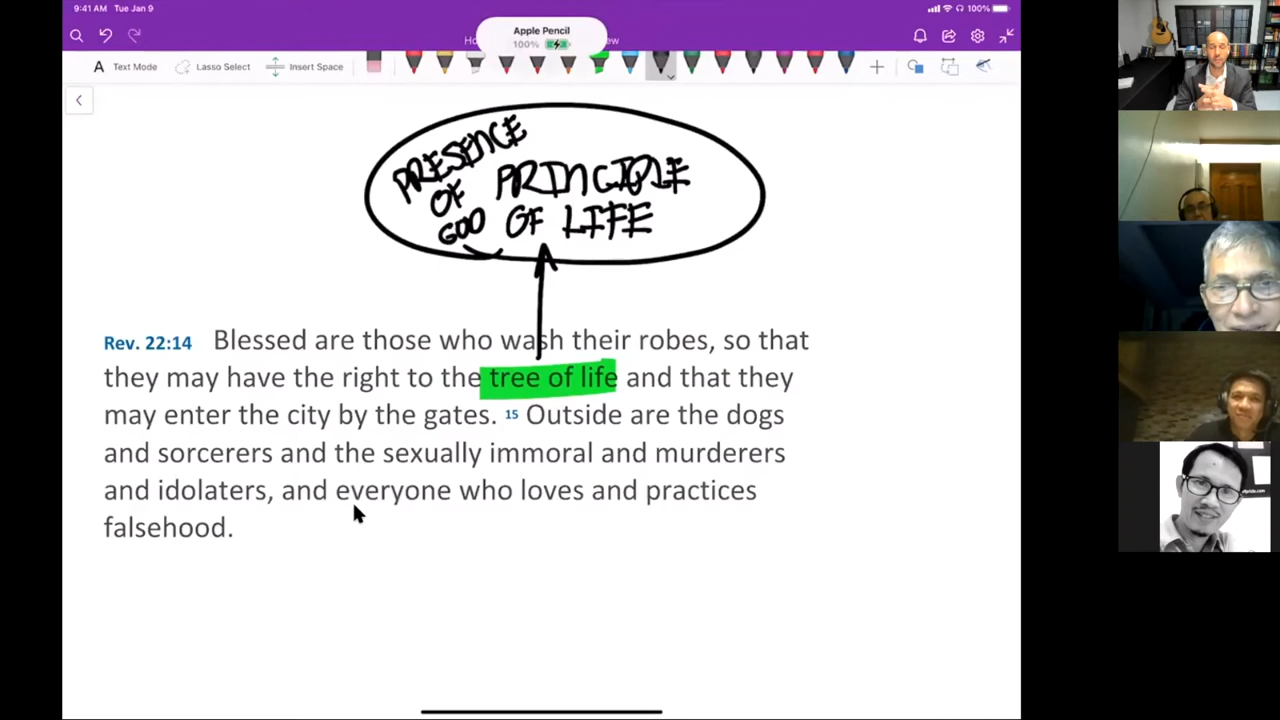 9:41 AM Tue Jan 9
100%
Apple Pencil
100%
Text Mode
Lasso Select
Insert Space
PRESENCE
OF
GOD
PRINCIPLE
OF LIFE
Rev. 22:14 Blessed are those who wash their robes, so that
they may have the right to the tree of life and that they
may enter the city by the gates. 15 Outside are the dogs
and sorcerers and the sexually immoral and murderers
and idolaters, and everyone who loves and practices
falsehood.